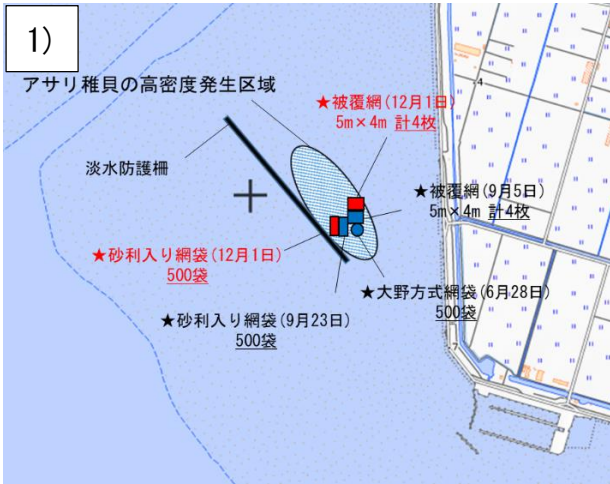 1)
アサリ稚貝の高密度発生区域
★被覆網(12月1日)
5m×4m 計4枚
淡水防護柵
★被覆網(9月5日)
5m×4m 計4枚
★砂利入り網袋(12月1日)
500袋
★大野方式網袋(6月28日)
500袋
★砂利入り網袋(9月23日)
500袋